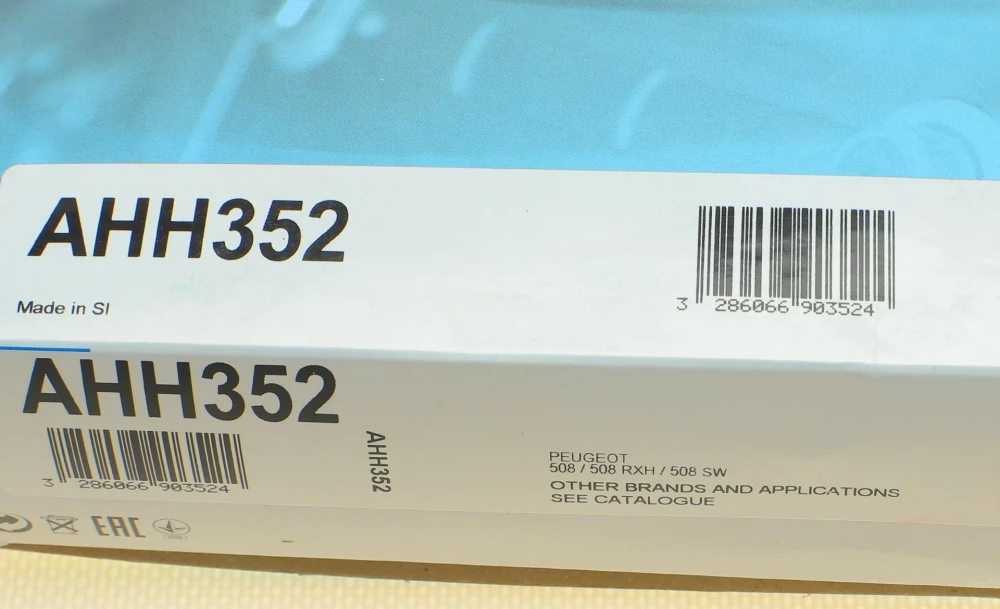 AHH352
Made in SI
3 286066 903524
AHH352
3 286066 903524
AHH352
PEUGEOT
508 / 508 RXH / 508 SW
OTHER BRANDS AND APPLICATIONS
SEE CATALOGUE
EAC